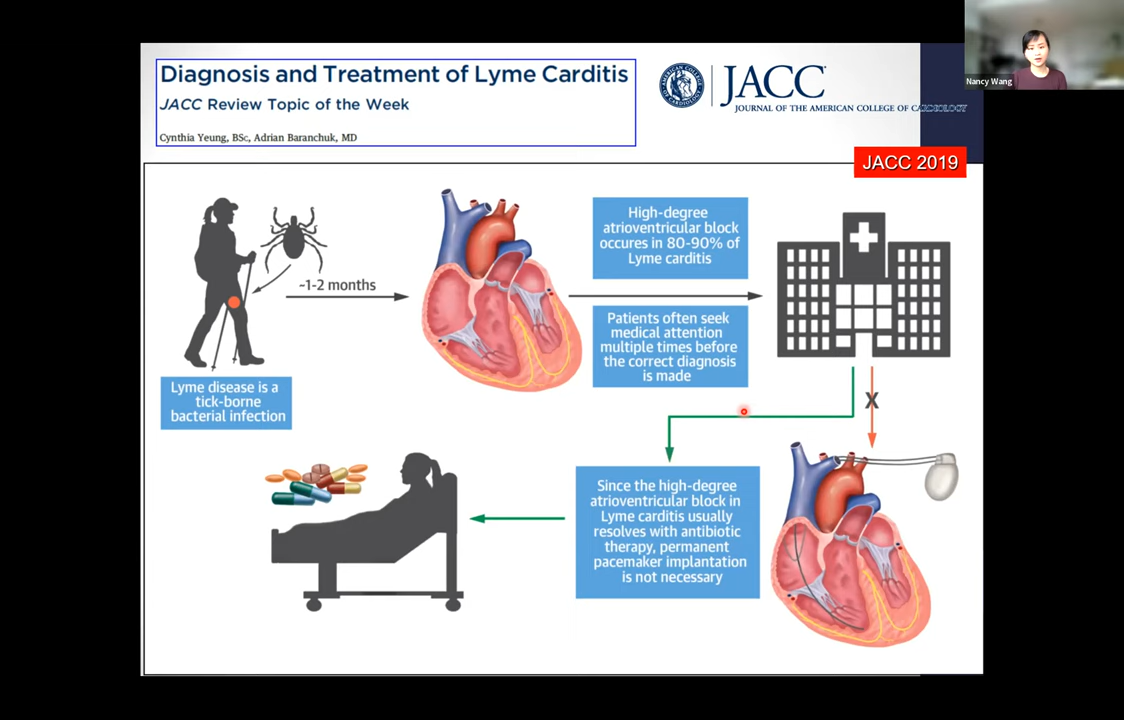 Nancy Wang
Diagnosis and Treatment of Lyme Carditis
JACC Review Topic of the Week
Cynthia Yeung, BSc, Adrian Baranchuk, MD
AMERICAN COLLEGE OF CARDIOLOGY
JACC
JOURNAL OF THE AMERICAN COLLEGE OF CARDIOLOGY
JACC 2019
~1-2 months
High-degree
atrioventricular block
occures in 80-90% of
Lyme carditis
Patients often seek
medical attention
multiple times before
the correct diagnosis
is made
Lyme disease is a
tick-borne
bacterial infection
X
Since the high-degree
atrioventricular block in
Lyme carditis usually
resolves with antibiotic
therapy, permanent
pacemaker implantation
is not necessary